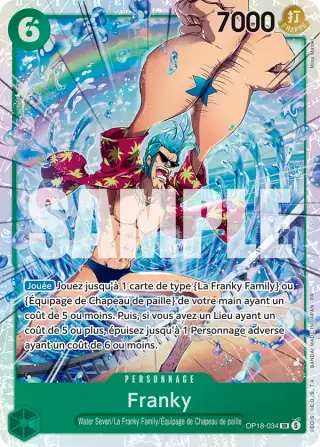 6
7000
打
FRAPPE
SAMPLE
Jouée Jouez jusqu'à 1 carte de type {La Franky Family} ou
{Équipage de Chapeau de paille} de votre main ayant un
coût de 5 ou moins. Puis, si vous avez un Lieu ayant un
coût de 5 ou plus, épuisez jusqu'à 1 Personnage adverse
ayant un coût de 6 ou moins.
PERSONNAGE
Franky
Water Seven/La Franky Family/Équipage de Chapeau de paille
OP18-034